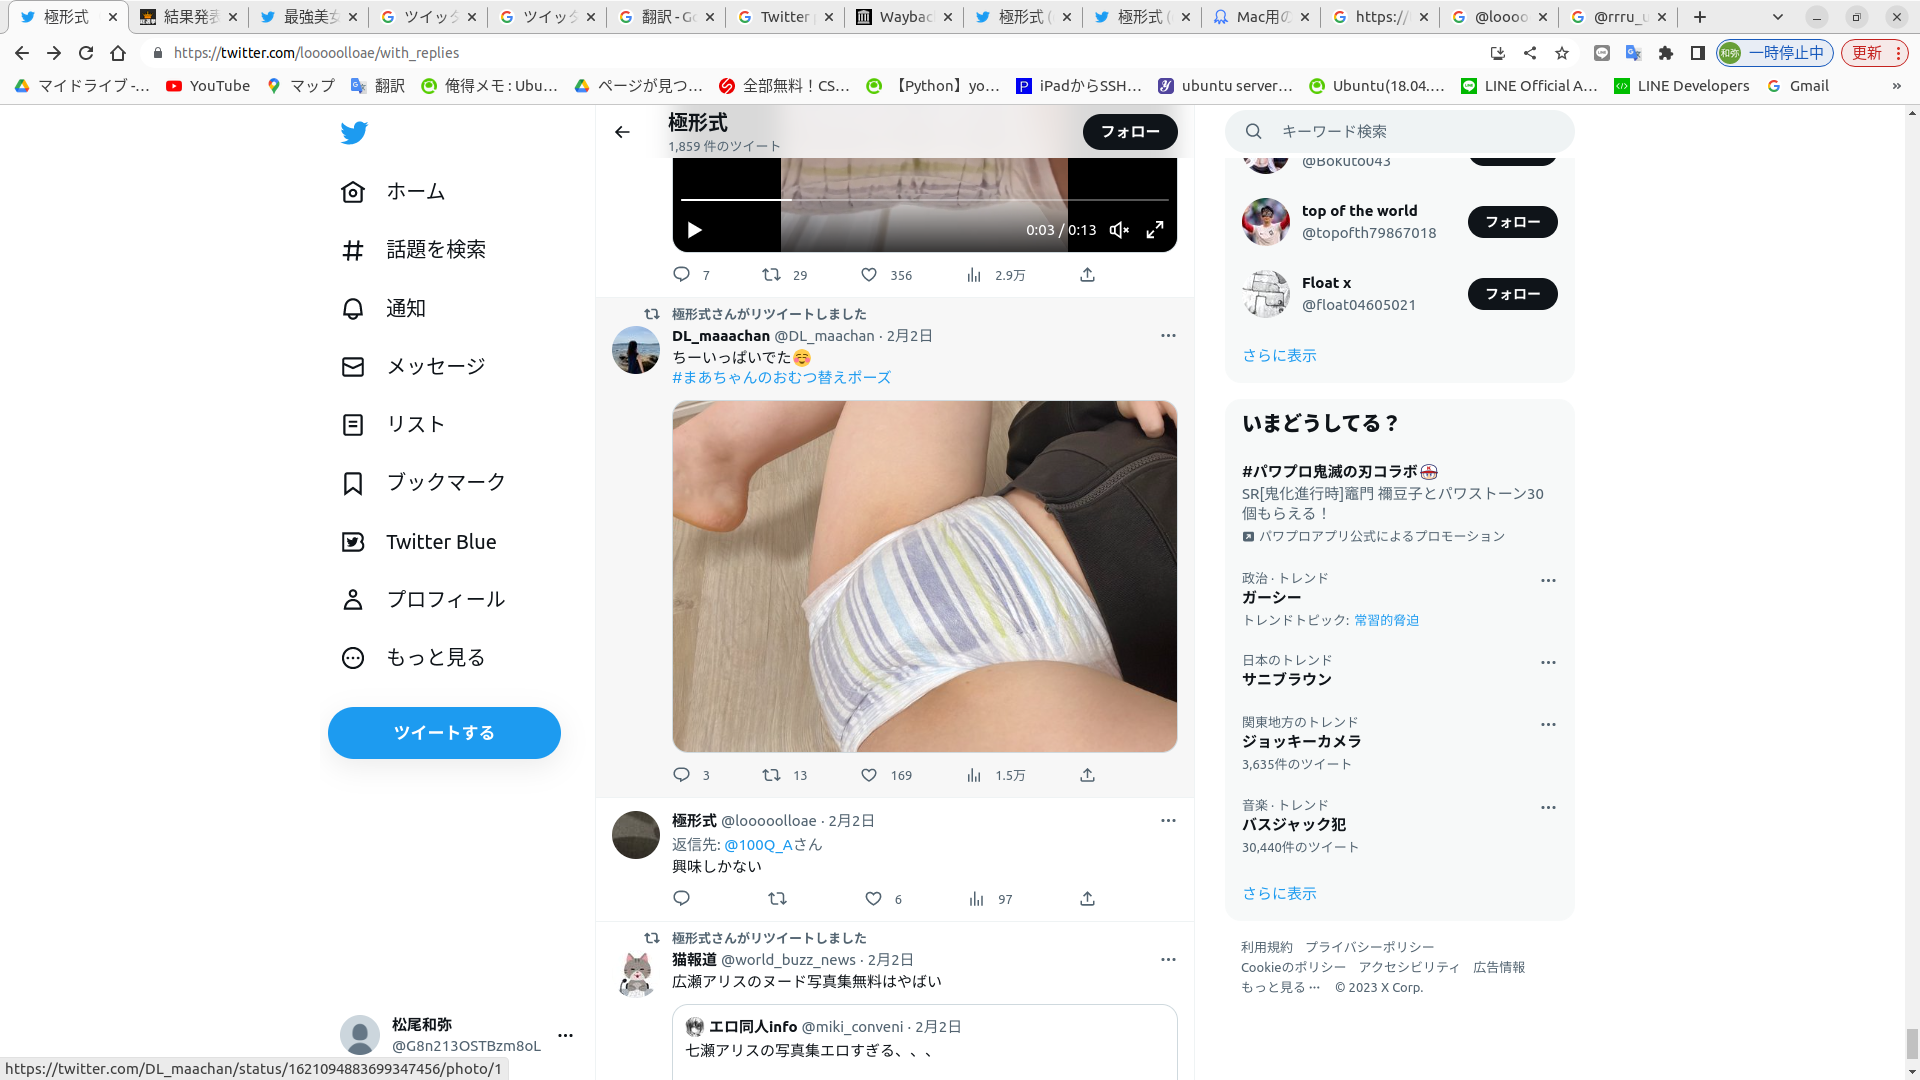 極形式
結果発表
最強美女
ツイッタ
ツイッタ
翻訳 - Go
Twitter
Wayback
極形式 (
極形式 (
Mac用の
https://
@loooo
@rrru_u
https://twitter.com/looooolloae/with_replies
一時停止中
更新
マイドライブ -...
YouTube
マップ
翻訳
俺得メモ : Ubu...
ページが見つ...
全部無料！CS...
【Python】yo...
iPadからSSH...
ubuntu server...
Ubuntu(18.04....
LINE Official A...
LINE Developers
Gmail
»
ホーム
話題を検索
通知
メッセージ
リスト
ブックマーク
Twitter Blue
プロフィール
もっと見る
ツイートする
松尾和弥
@G8n213OSTBzm8oL
https://twitter.com/DL_maachan/status/1621094883699347456/photo/1
極形式
1,859 件のツイート
フォロー
0:03 / 0:13
7 29 356 2.9万
極形式さんがリツイートしました
DL_maaachan @DL_maachan · 2月2日
ちーいっぱいでた
#まあちゃんのおむつ替えポーズ
3 13 169 1.5万
極形式 @looooolloae · 2月2日
返信先: @100Q_Aさん
興味しかない
6 97
極形式さんがリツイートしました
猫報道 @world_buzz_news · 2月2日
広瀬アリスのヌード写真集無料はやばい
エロ同人info @miki_conveni · 2月2日
七瀬アリスの写真集エロすぎる、、、
キーワード検索
@Bokuto043
top of the world
@topofth79867018
フォロー
Float x
@float04605021
フォロー
さらに表示
いまどうしてる？
#パワプロ鬼滅の刃コラボ
SR[鬼化進行時]竈門 禰豆子とパワストーン30
個もらえる！
パワプロアプリ公式によるプロモーション
政治 · トレンド
ガーシー
トレンドトピック: 常習的脅迫
日本のトレンド
サニブラウン
関東地方のトレンド
ジョッキーカメラ
3,635件のツイート
音楽 · トレンド
バスジャック犯
30,440件のツイート
さらに表示
利用規約 プライバシーポリシー
Cookieのポリシー アクセシビリティ 広告情報
もっと見る ··· © 2023 X Corp.